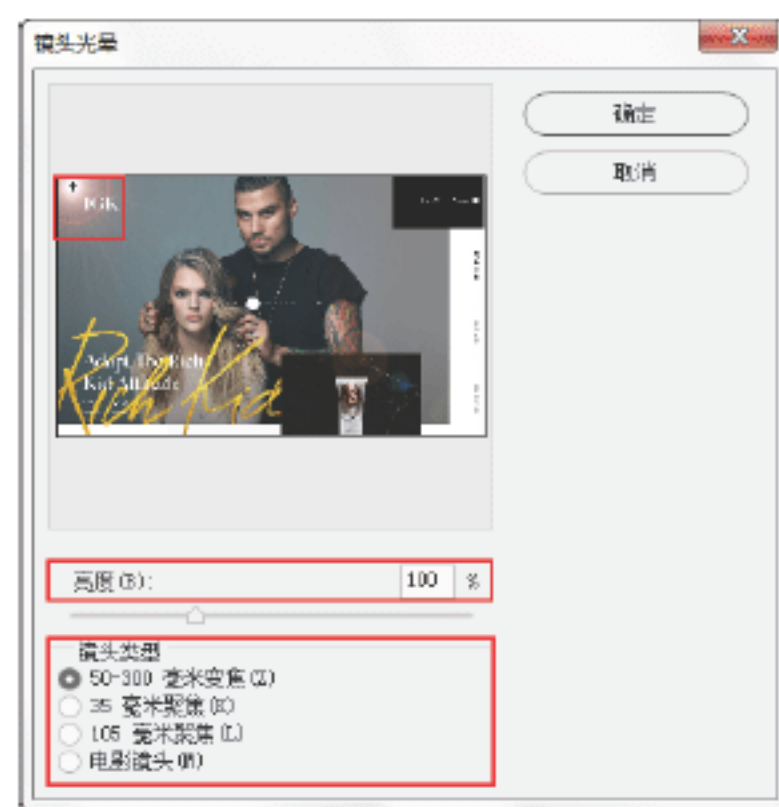 镜头光晕
确定
取消
IGK
Adopt The Rich
Kid Attitude
Rich Kid
亮度(B):
100 %
镜头类型
50-300 毫米变焦(Z)
35 毫米聚焦(K)
105 毫米聚焦(L)
电影镜头(M)